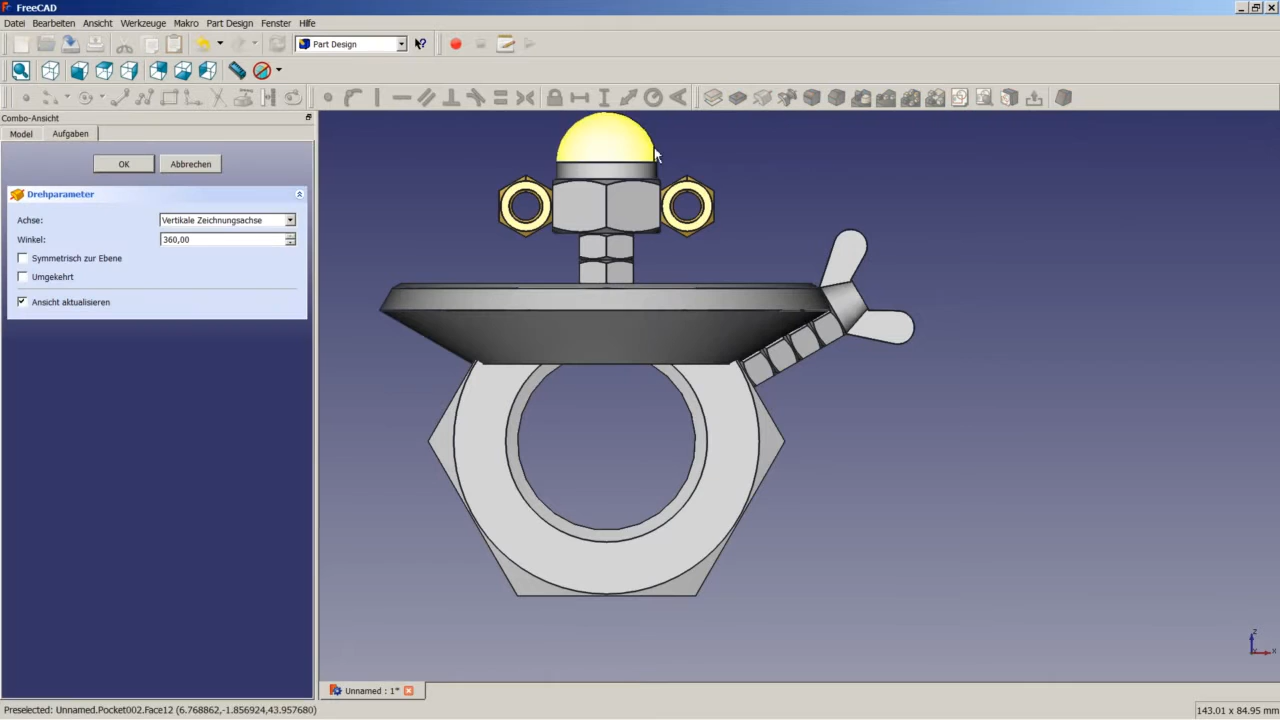 FreeCAD
Datei Bearbeiten Ansicht Werkzeuge Makro Part Design Fenster Hilfe
Part Design
Combo-Ansicht
Model Aufgaben
OK Abbrechen
Drehparameter
Achse: Vertikale Zeichnungsachse
Winkel: 360,00
Symmetrisch zur Ebene
Umgekehrt
Ansicht aktualisieren
z
Y x
Unnamed : 1*
Preselected: Unnamed.Pocket002.Face12 (6.768862,-1.856924,43.957680)
143.01 x 84.95 mm